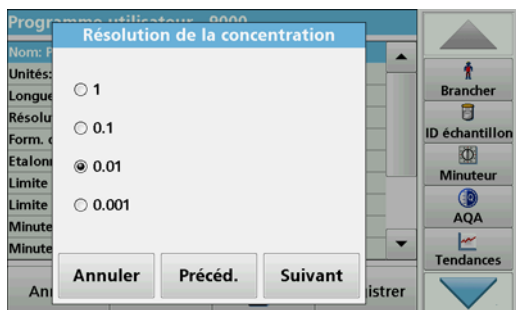 Programme utilisateur 9000
Résolution de la concentration
Nom: P
Unités:
Longue
Résolu
Form. c
Etalon
Limite
Limite
Minute
Minute
1
0.1
0.01
0.001
Annuler Précéd. Suivant
An istrer
Brancher
ID échantillon
Minuteur
AQA
Tendances